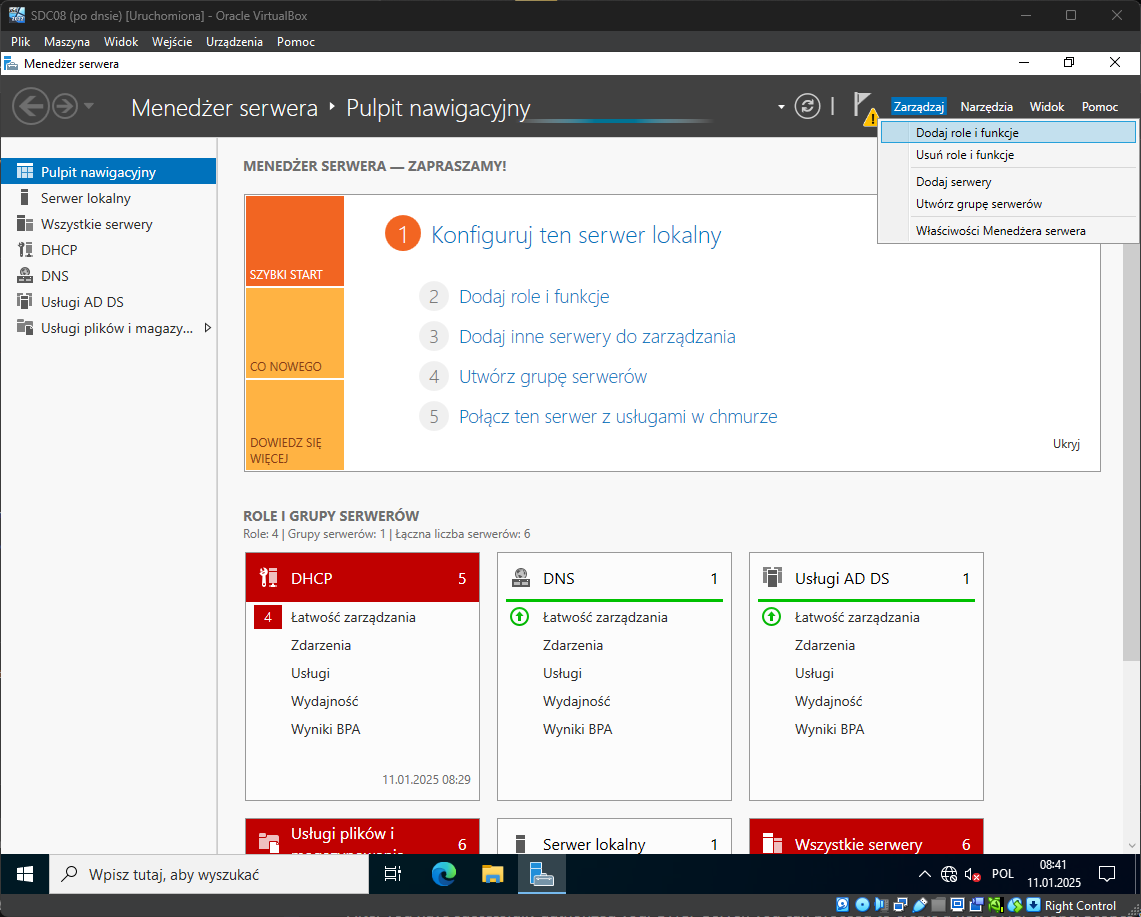 SDC08 (po dnsie) [Uruchomiona] - Oracle VirtualBox
Plik Maszyna Widok Wejście Urządzenia Pomoc
Menedżer serwera
Menedżer serwera Pulpit nawigacyjny
Zarządzaj Narzędzia Widok Pomoc
Dodaj role i funkcje
Usuń role i funkcje
Dodaj serwery
Utwórz grupę serwerów
Właściwości Menedżera serwera
Pulpit nawigacyjny
Serwer lokalny
Wszystkie serwery
DHCP
DNS
Usługi AD DS
Usługi plików i magazy...
MENEDŻER SERWERA — ZAPRASZAMY!
SZYBKI START
CO NOWEGO
DOWIEDZ SIĘ
WIĘCEJ
1 Konfiguruj ten serwer lokalny
2 Dodaj role i funkcje
3 Dodaj inne serwery do zarządzania
4 Utwórz grupę serwerów
5 Połącz ten serwer z usługami w chmurze
Ukryj
ROLE I GRUPY SERWERÓW
Role: 4 | Grupy serwerów: 1 | Łączna liczba serwerów: 6
DHCP 5
4 Łatwość zarządzania
Zdarzenia
Usługi
Wydajność
Wyniki BPA
11.01.2025 08:29
DNS 1
Łatwość zarządzania
Zdarzenia
Usługi
Wydajność
Wyniki BPA
Usługi AD DS 1
Łatwość zarządzania
Zdarzenia
Usługi
Wydajność
Wyniki BPA
Usługi plików i 6
Serwer lokalny 1
Wszystkie serwery 6
Wpisz tutaj, aby wyszukać
POL
08:41
11.01.2025
Right Control